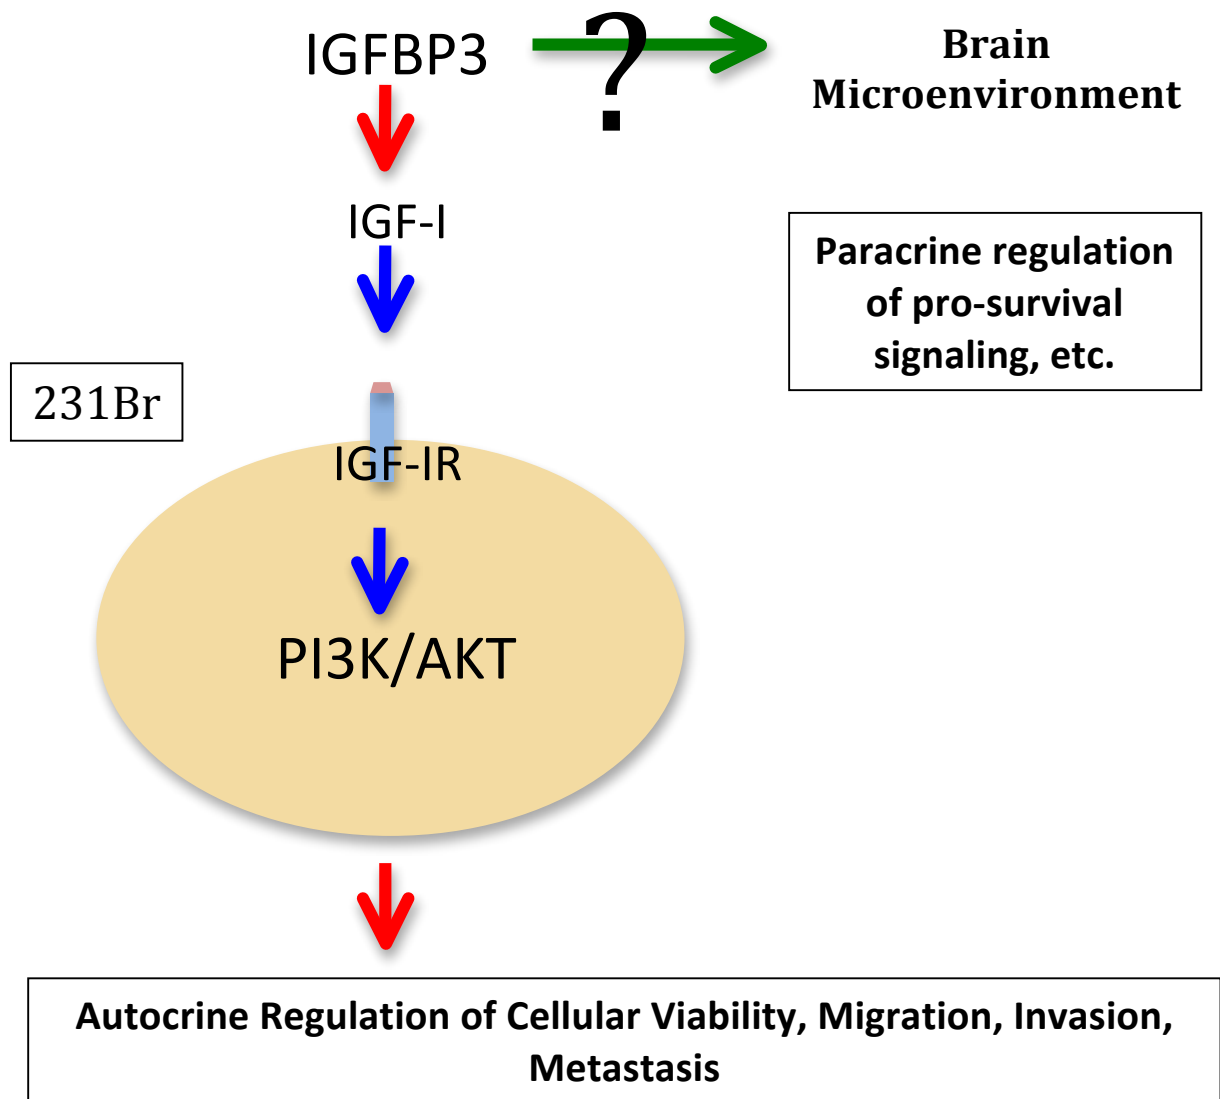 IGFBP3
?
Brain
Microenvironment
IGF-I
Paracrine regulation
of pro-survival
signaling, etc.
231Br
IGF-IR
PI3K/AKT
Autocrine Regulation of Cellular Viability, Migration, Invasion,
Metastasis